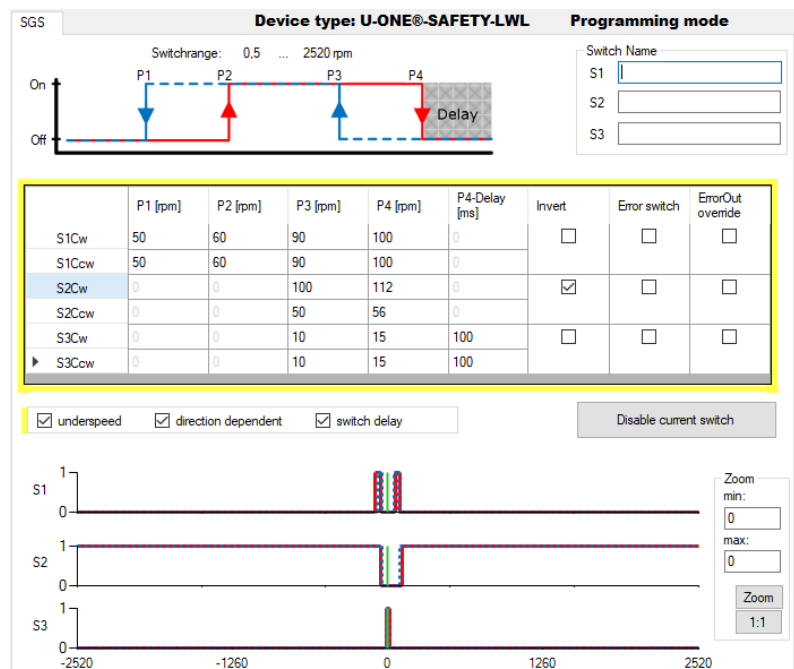 SGS Device type: U-ONE®-SAFETY-LWL Programming mode
Switchrange: 0,5 ... 2520 rpm
Switch Name
P1 P2 P3 P4
On
Delay
Off
S1
S2
S3
P1 [rpm] P2 [rpm] P3 [rpm] P4 [rpm] P4-Delay [ms] Invert Error switch ErrorOut override
S1Cw 50 60 90 100 0
S1Ccw 50 60 90 100 0
S2Cw 0 0 100 112 0
S2Ccw 0 0 50 56 0
S3Cw 0 0 10 15 100
S3Ccw 0 0 10 15 100
underspeed direction dependent switch delay
Disable current switch
S1 1
0
S2 1
0
S3 1
0
-2520 -1260 0 1260 2520
Zoom
min:
0
max:
0
Zoom
1:1